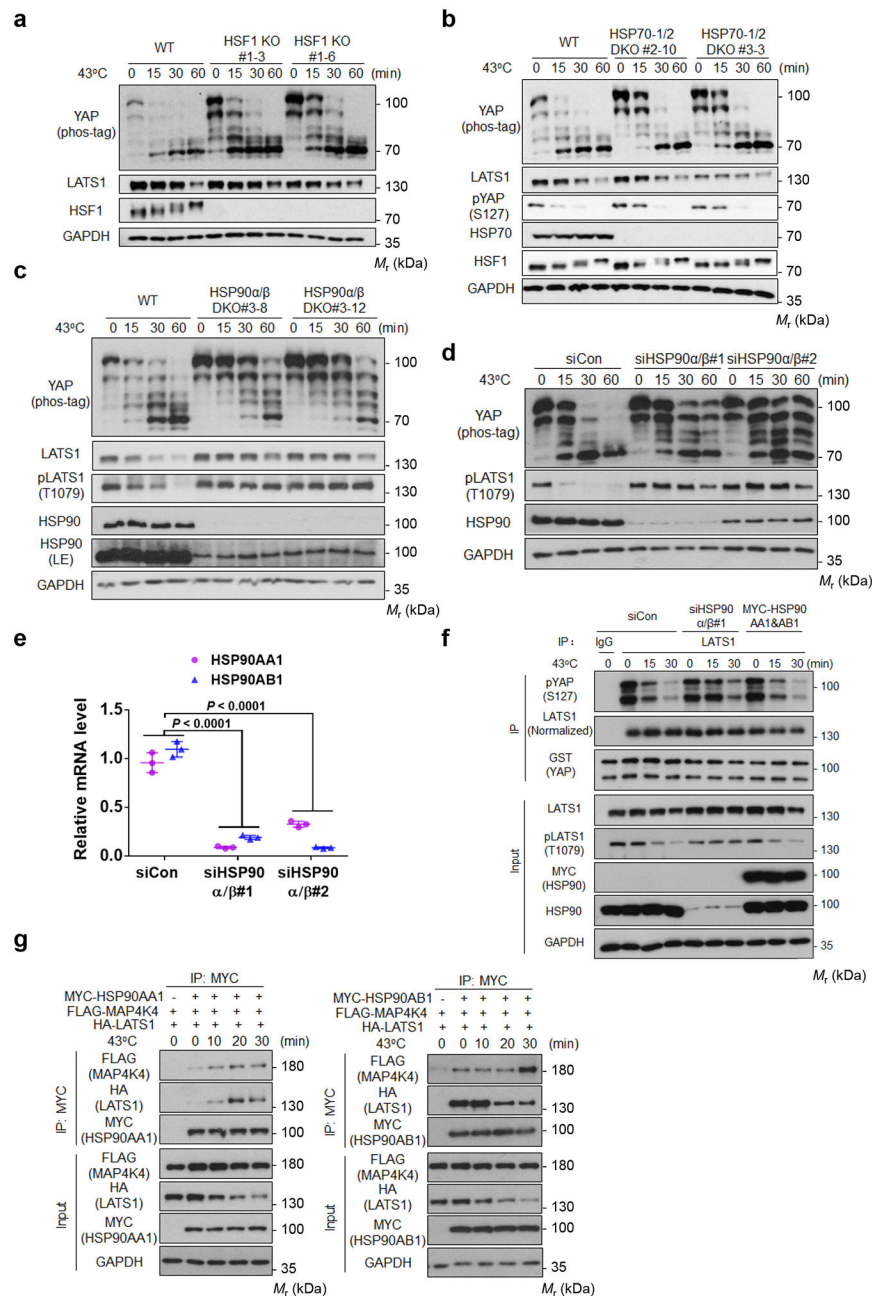 a
WT
HSF1 KO
#1-3
HSF1 KO
#1-6
43ºC 0 15 30 60 0 15 30 60 0 15 30 60 (min)
YAP
(phos-tag)
100
70
LATS1
130
HSF1
70
GAPDH
35
Mr (kDa)
b
WT
HSP70-1/2
DKO #2-10
HSP70-1/2
DKO #3-3
43ºC 0 15 30 60 0 15 30 60 0 15 30 60 (min)
YAP
(phos-tag)
100
70
LATS1
130
pYAP
(S127)
70
HSP70
70
HSF1
70
GAPDH
35
Mr (kDa)
c
WT
HSP90α/β
DKO#3-8
HSP90α/β
DKO#3-12
43ºC 0 15 30 60 0 15 30 60 0 15 30 60 (min)
YAP
(phos-tag)
100
70
LATS1
130
pLATS1
(T1079)
130
HSP90
100
HSP90
(LE)
100
GAPDH
35
Mr (kDa)
d
siCon siHSP90α/β#1 siHSP90α/β#2
43ºC 0 15 30 60 0 15 30 60 0 15 30 60 (min)
YAP
(phos-tag)
100
70
pLATS1
(T1079)
130
HSP90
100
GAPDH
35
Mr (kDa)
e
HSP90AA1
HSP90AB1
Relative mRNA level
1.5
1.0
0.5
0.0
P < 0.0001
P < 0.0001
siCon
siHSP90
α/β#1
siHSP90
α/β#2
f
siCon
siHSP90
α/β#1
MYC-HSP90
AA1&AB1
IP : IgG LATS1
43ºC 0 0 15 30 0 15 30 0 15 30 (min)
IP
pYAP
(S127)
100
LATS1
(Normalized)
130
GST
(YAP)
100
Input
LATS1
130
pLATS1
(T1079)
130
MYC
(HSP90)
100
HSP90
100
GAPDH
35
Mr (kDa)
g
IP: MYC
MYC-HSP90AA1 - + + + +
FLAG-MAP4K4 + + + + +
HA-LATS1 + + + + +
43ºC 0 0 10 20 30 (min)
IP: MYC
FLAG
(MAP4K4)
180
HA
(LATS1)
130
MYC
(HSP90AA1)
100
Input
FLAG
(MAP4K4)
180
HA
(LATS1)
130
MYC
(HSP90AA1)
100
GAPDH
35
Mr (kDa)
IP: MYC
MYC-HSP90AB1 - + + + +
FLAG-MAP4K4 + + + + +
HA-LATS1 + + + + +
43ºC 0 0 10 20 30 (min)
IP: MYC
FLAG
(MAP4K4)
180
HA
(LATS1)
130
MYC
(HSP90AB1)
100
Input
FLAG
(MAP4K4)
180
HA
(LATS1)
130
MYC
(HSP90AB1)
100
GAPDH
35
Mr (kDa)